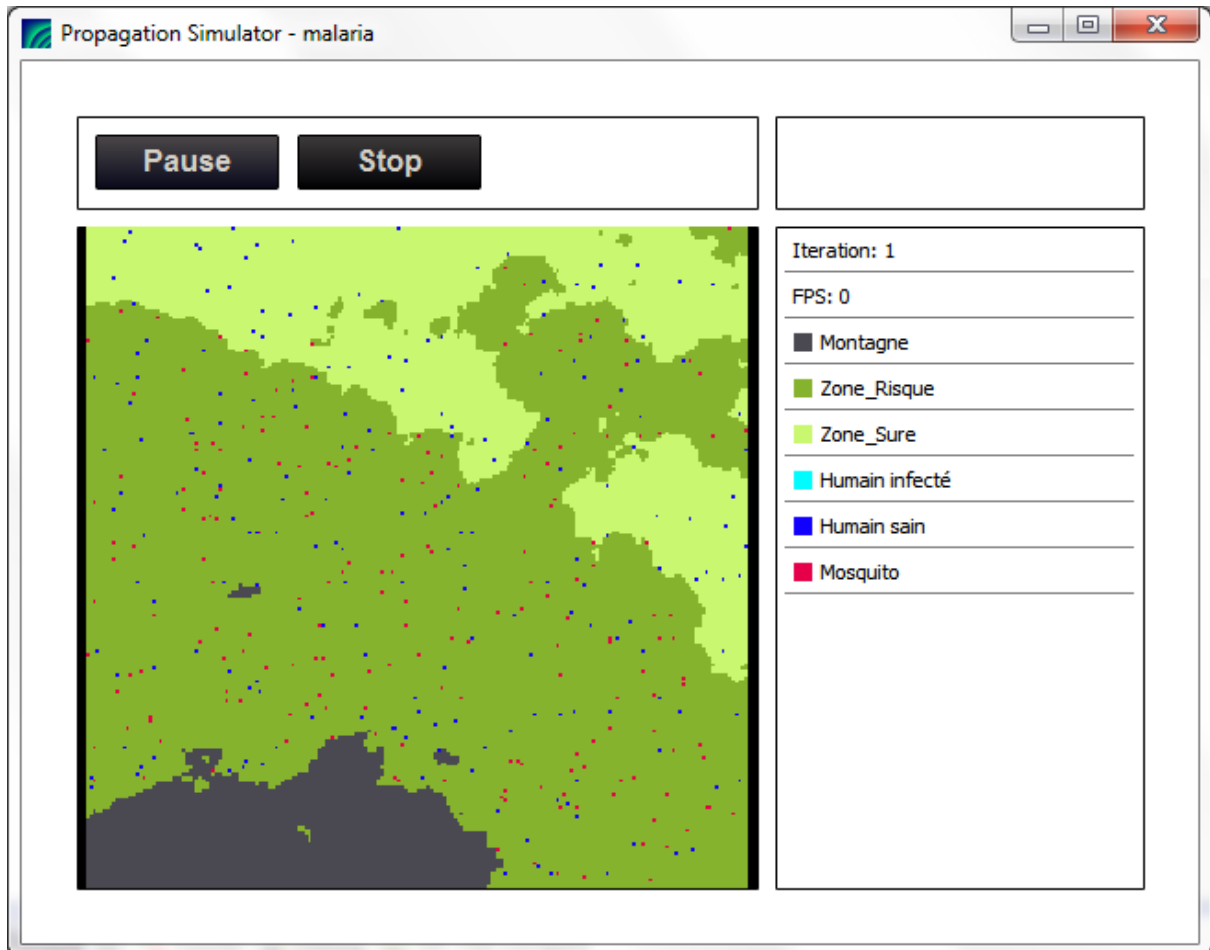 Propagation Simulator - malaria
Pause
Stop
Iteration: 1
FPS: 0
Montagne
Zone_Risque
Zone_Sure
Humain infecté
Humain sain
Mosquito